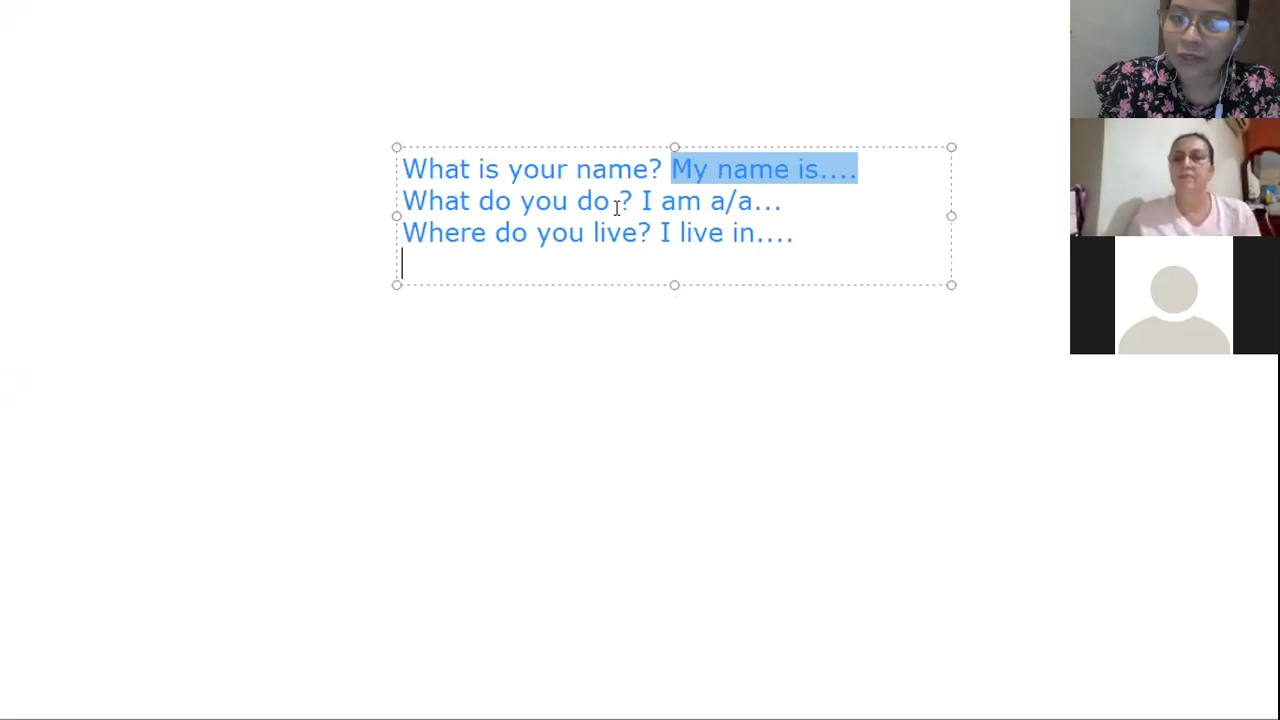 What is your name? My name is....
What do you do ? I am a/a...
Where do you live? I live in....